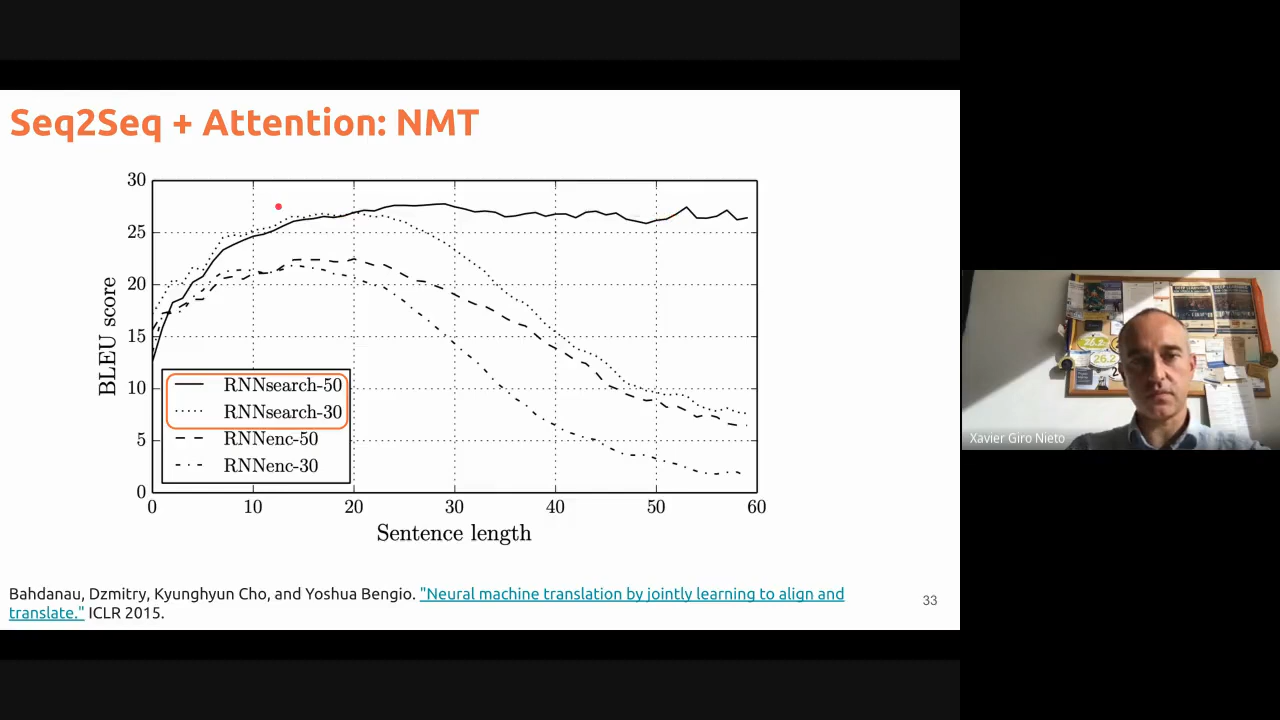 Seq2Seq + Attention: NMT
30
25
20
15
10
5
0
BLEU score
RNNsearch-50
RNNsearch-30
RNNenc-50
RNNenc-30
0 10 20 30 40 50 60
Sentence length
Bahdanau, Dzmitry, Kyunghyun Cho, and Yoshua Bengio. "Neural machine translation by jointly learning to align and
translate." ICLR 2015.
33
26.2
Xavier Giro Nieto